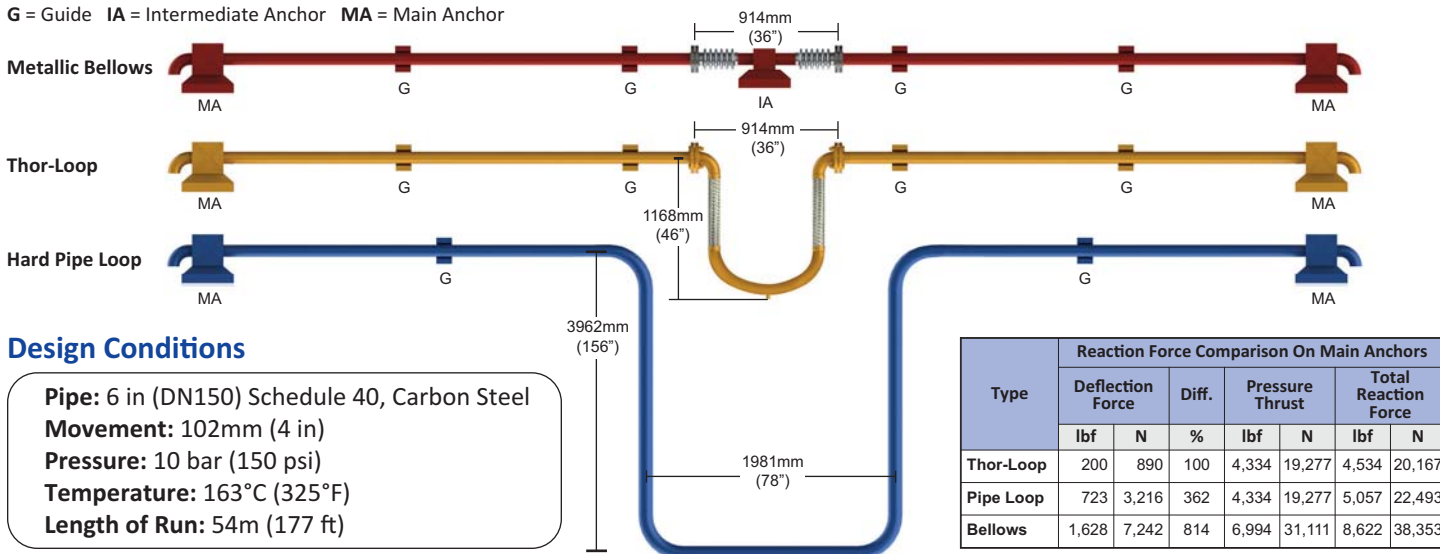 G = Guide IA = Intermediate Anchor MA = Main Anchor
914mm
(36”)
Metallic Bellows
MA
G
G
IA
G
G
MA
914mm
(36”)
Thor-Loop
MA
G
G
G
G
MA
1168mm
(46”)
Hard Pipe Loop
MA
G
G
MA
3962mm
(156”)
1981mm
(78”)
Design Conditions
Pipe: 6 in (DN150) Schedule 40, Carbon Steel
Movement: 102mm (4 in)
Pressure: 10 bar (150 psi)
Temperature: 163°C (325°F)
Length of Run: 54m (177 ft)
Reaction Force Comparison On Main Anchors
Type
Deflection Force
Diff.
Pressure Thrust
Total Reaction Force
lbf N % lbf N lbf N
Thor-Loop 200 890 100 4,334 19,277 4,534 20,167
Pipe Loop 723 3,216 362 4,334 19,277 5,057 22,493
Bellows 1,628 7,242 814 6,994 31,111 8,622 38,353